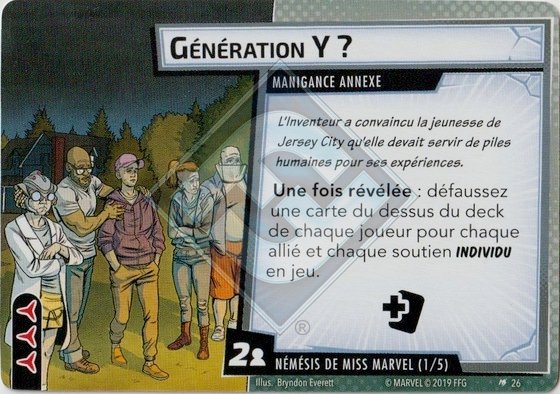 GÉNÉRATION Y ?
MANIGANCE ANNEXE
L'Inventeur a convaincu la jeunesse de
Jersey City qu'elle devait servir de piles
humaines pour ses expériences.
Une fois révélée : défaussez
une carte du dessus du deck
de chaque joueur pour chaque
allié et chaque soutien INDIVIDU
en jeu.
2
NÉMÉSIS DE MISS MARVEL (1/5)
Illus. Bryndon Everett
© MARVEL © 2019 FFG
26